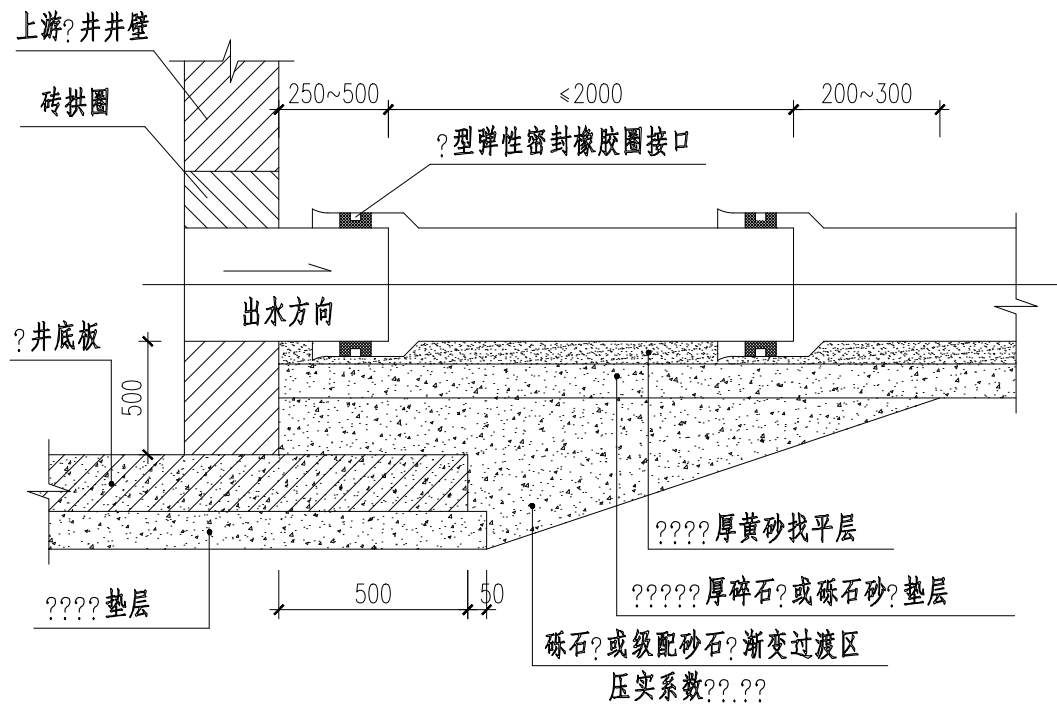 上游?井井壁
砖拱圈
250~500
≤2000
200~300
?型弹性密封橡胶圈接口
出水方向
?井底板
500
????厚黄砂找平层
500
50
?????厚碎石?或砾石砂?垫层
????垫层
砾石?或级配砂石?渐变过渡区
压实系数??.??